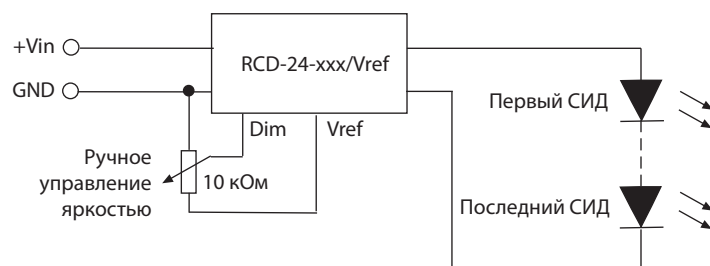 +Vin
RCD-24-xxx/Vref
GND
Первый СИД
Dim
Vref
Ручное
управление
яркостью
10 кОм
Последний СИД